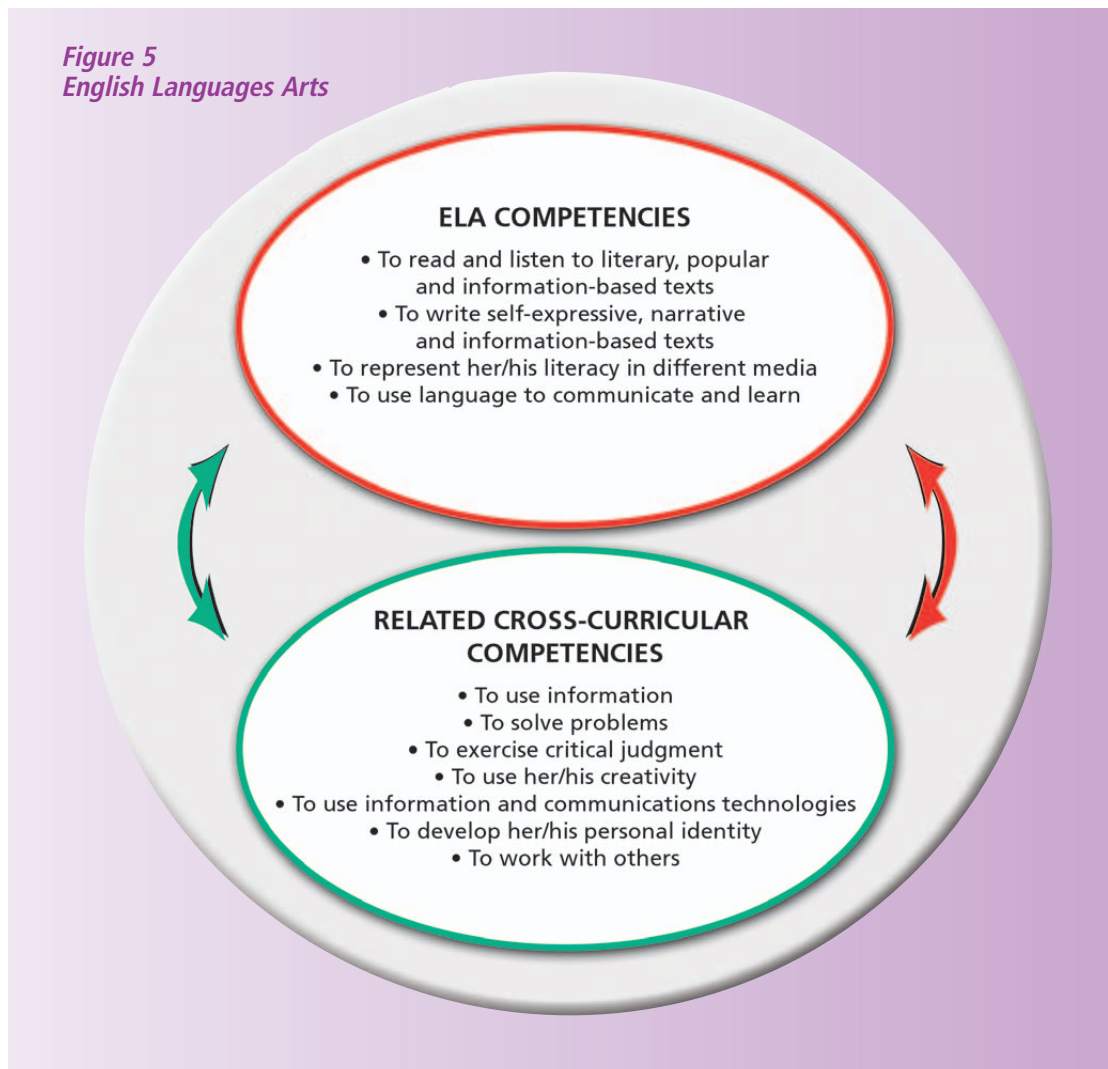 Figure 5
English Languages Arts
ELA COMPETENCIES
• To read and listen to literary, popular
and information-based texts
• To write self-expressive, narrative
and information-based texts
• To represent her/his literacy in different media
• To use language to communicate and learn
RELATED CROSS-CURRICULAR
COMPETENCIES
• To use information
• To solve problems
• To exercise critical judgment
• To use her/his creativity
• To use information and communications technologies
• To develop her/his personal identity
• To work with others